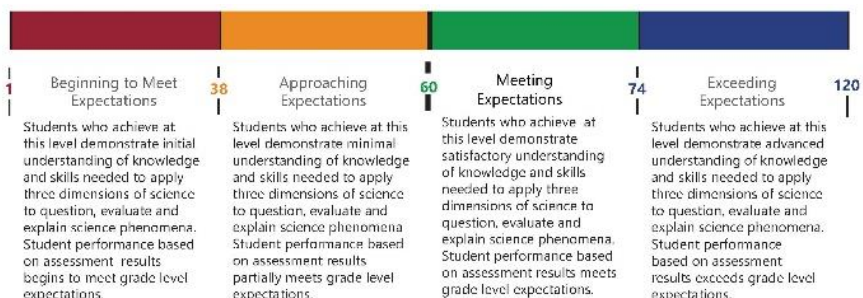 1
Beginning to Meet
Expectations
Students who achieve at
this level demonstrate initial
understanding of knowledge
and skills needed to apply
three dimensions of science
to question, evaluate and
explain science phenomena.
Student performance based
on assessment results
begins to meet grade level
expectations
38
Approaching
Expectations
Students who achieve at this
level demonstrate minimal
understanding of knowledge
and skills needed to apply
three dimensions of science
to question, evaluate and
explain science phenomena
Student performance based
on assessment results
partially meets grade level
expectations.
60
Meeting
Expectations
Students who achieve at
this level demonstrate
satisfactory understanding
of knowledge and skills
needed to apply three
dimensions of science to
question, evaluate and
explain science phenomena.
Student performance based
on assessment results meets
grade level expectations.
74
Exceeding
Expectations
Students who achieve at this
level demonstrate advanced
understanding of knowledge
and skills needed to apply
three dimensions of science
to question, evaluate and
explain science phenomena.
Student performance
based on assessment
results exceeds grade level
expectations.
120